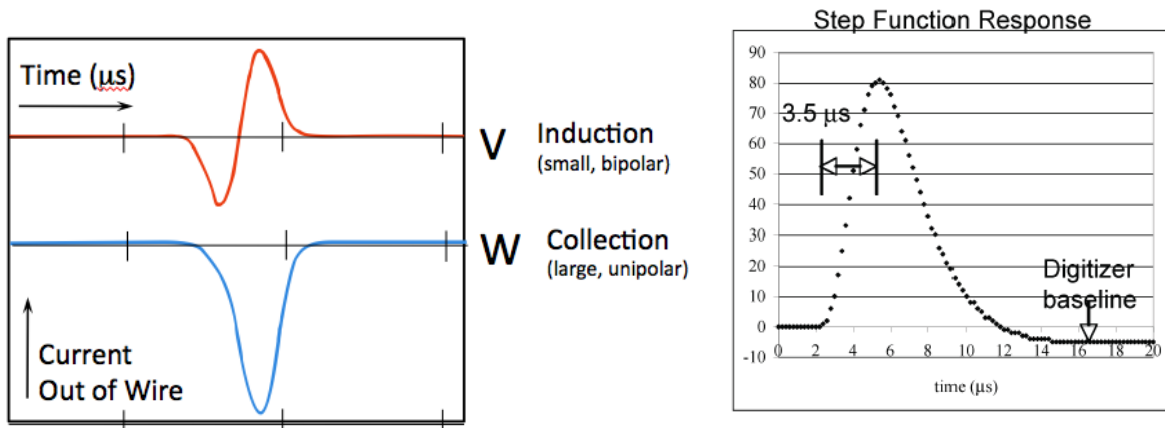 Time (μs)
V
Induction
(small, bipolar)
W
Collection
(large, unipolar)
Current
Out of Wire
Step Function Response
90
80
70
60
50
40
30
20
10
0
-10
3.5 μs
Digitizer
baseline
0 2 4 6 8 10 12 14 16 18 20
time (μs)